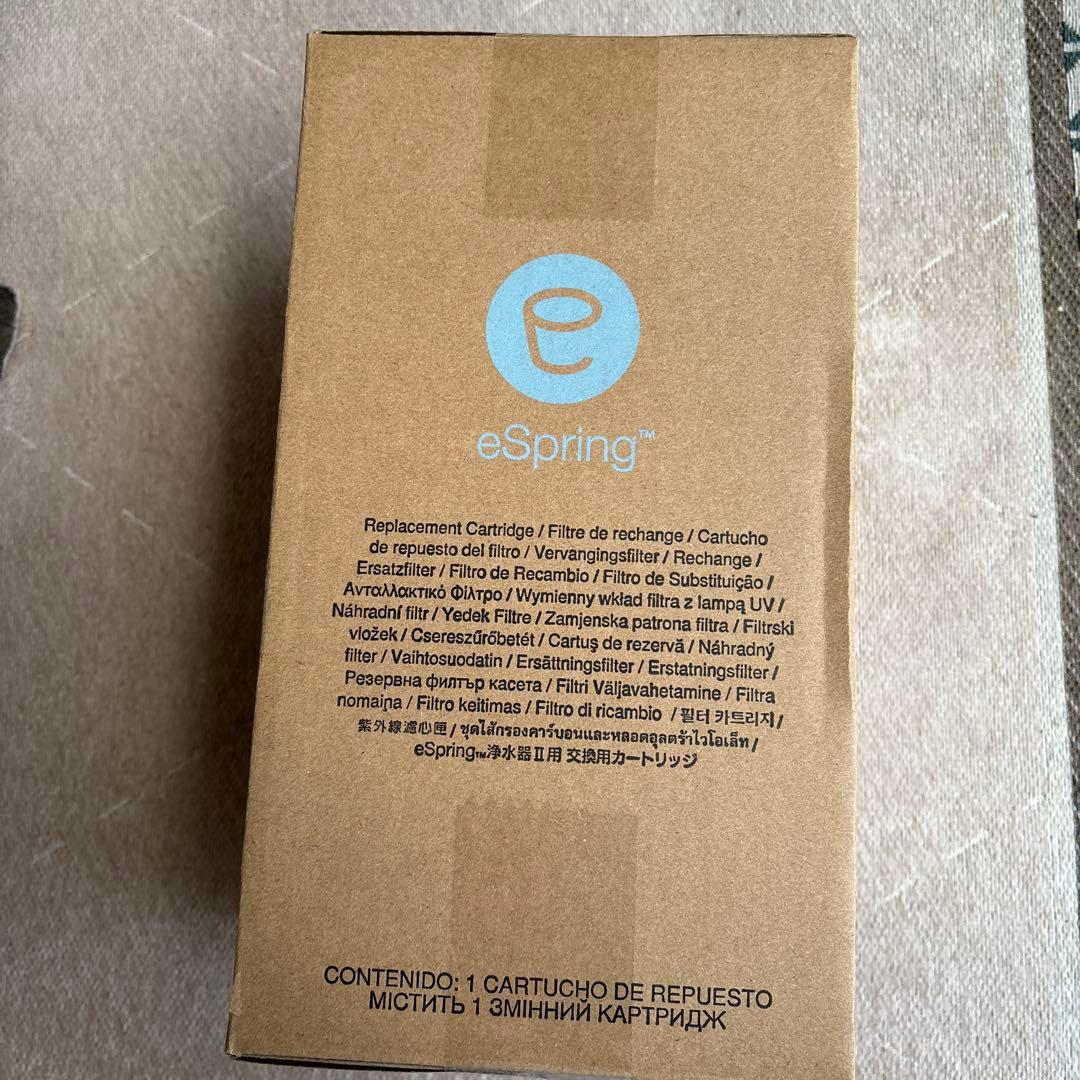 eSpring™
Replacement Cartridge / Filtre de rechange / Cartucho
de repuesto del filtro / Vervangingsfilter / Rechange /
Ersatzfilter / Filtro de Recambio / Filtro de Substituição /
Ανταλλακτικό Φίλτρο / Wymienny wkład filtra z lampą UV /
Náhradní filtr / Yedek Filtre / Zamjenska patrona filtra / Filtrski
vložek / Csereszűrőbetét / Cartuş de rezervă / Náhradný
filter / Vaihtosuodatin / Ersättningsfilter / Erstatningsfilter /
Резервна филтър касета / Filtri Väljavahetamine / Filtra
nomaiņa / Filtro keitimas / Filtro di ricambio / 필터 카트리지 /
紫外線濾心匣 / ชุดไส้กรองคาร์บอนและหลอดอุลตร้าไวโอเล็ท /
eSpring™浄水器Ⅱ用 交換用カートリッジ
CONTENIDO: 1 CARTUCHO DE REPUESTO
МІСТИТЬ 1 ЗМІННИЙ КАРТРИДЖ